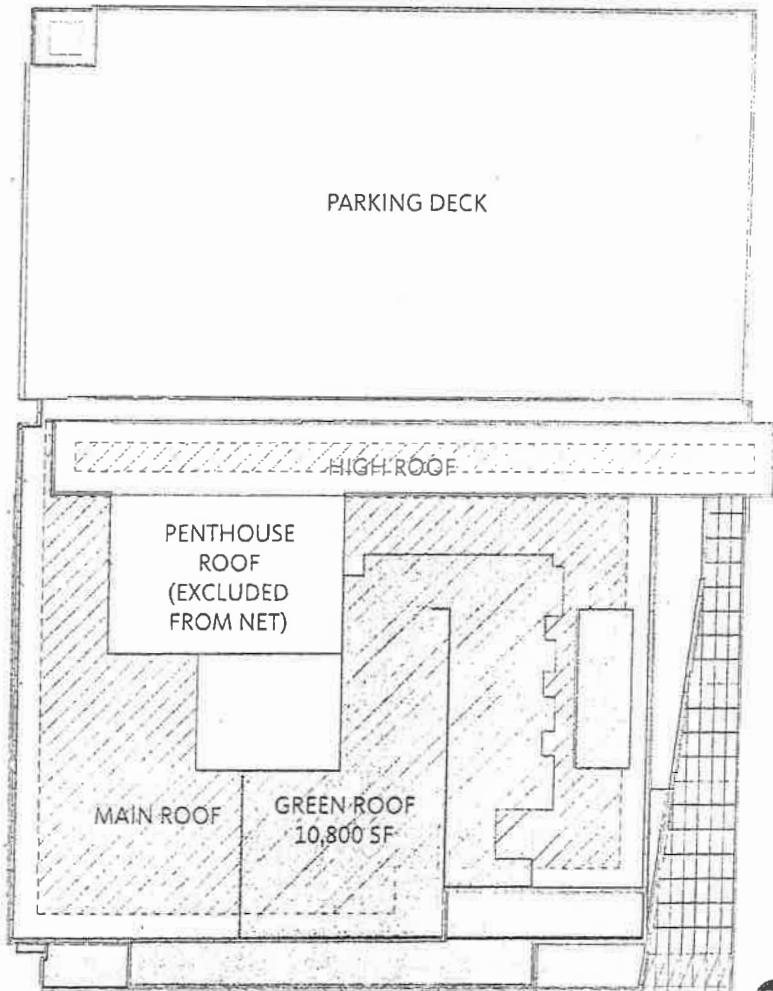 PARKING DECK
HIGH ROOF
PENTHOUSE
ROOF
(EXCLUDED
FROM NET)
MAIN ROOF
GREEN ROOF
10,800 SF